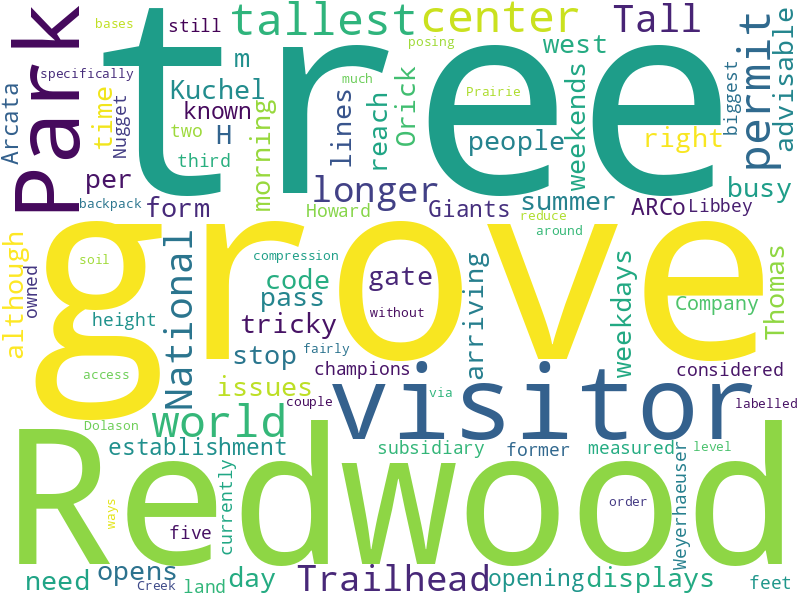 tree
grove
Redwood
visitor
Park
tallest
center
Tall
permit
advisable
biggest
bases
still
specifically
posing
west
much
Prairie
Arcata
time
Nugget
m
Kuchel
known
two
H
third
morning
lines
reach
Orick
people
weekends
right
per
backpack
form
longer
Howard
Giants
summer
reduce
around
ARCo
Libbey
busy
although
owned
soil
National
compression
code
pass
tricky
gate
without
arriving
weekdays
Company
Thomas
height
stop
fairly
champions
issues
access
considered
couple
via
labelled
Dolason
world
establishment
subsidiary
former
measured
level
Weyerhaeuser
currently
ways
five
order
need
opens
Creek
land
day
Trailhead
opening
displays
feet